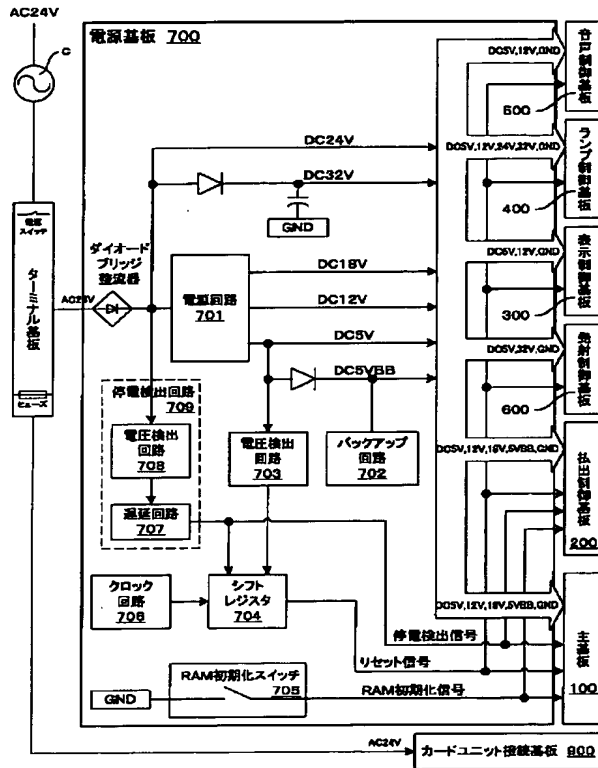 AC24V
C
電源
スイッチ
ターミナル基板
ヒューズ
電源基板 700
ダイオード
ブリッジ
整流器
AC24V
DC24V
DC32V
GND
電源回路
701
DC18V
DC12V
DC5V
DC5VBB
停電検出回路
709
電圧検出
回路
708
遅延回路
707
電圧検出
回路
703
バックアップ
回路
702
クロック
回路
706
シフト
レジスタ
704
停電検出信号
リセット信号
RAM初期化スイッチ
705
GND
RAM初期化信号
DC5V,12V,GND
音声制御基板
500
DC5V,12V,24V,32V,GND
ランプ制御基板
400
DC5V,12V,GND
表示制御基板
300
DC5V,32V,GND
発射制御基板
600
DC5V,12V,18V,5VBB,GND
払出制御基板
200
DC5V,12V,18V,5VBB,GND
主基板
100
AC24V
カードユニット接続基板 900